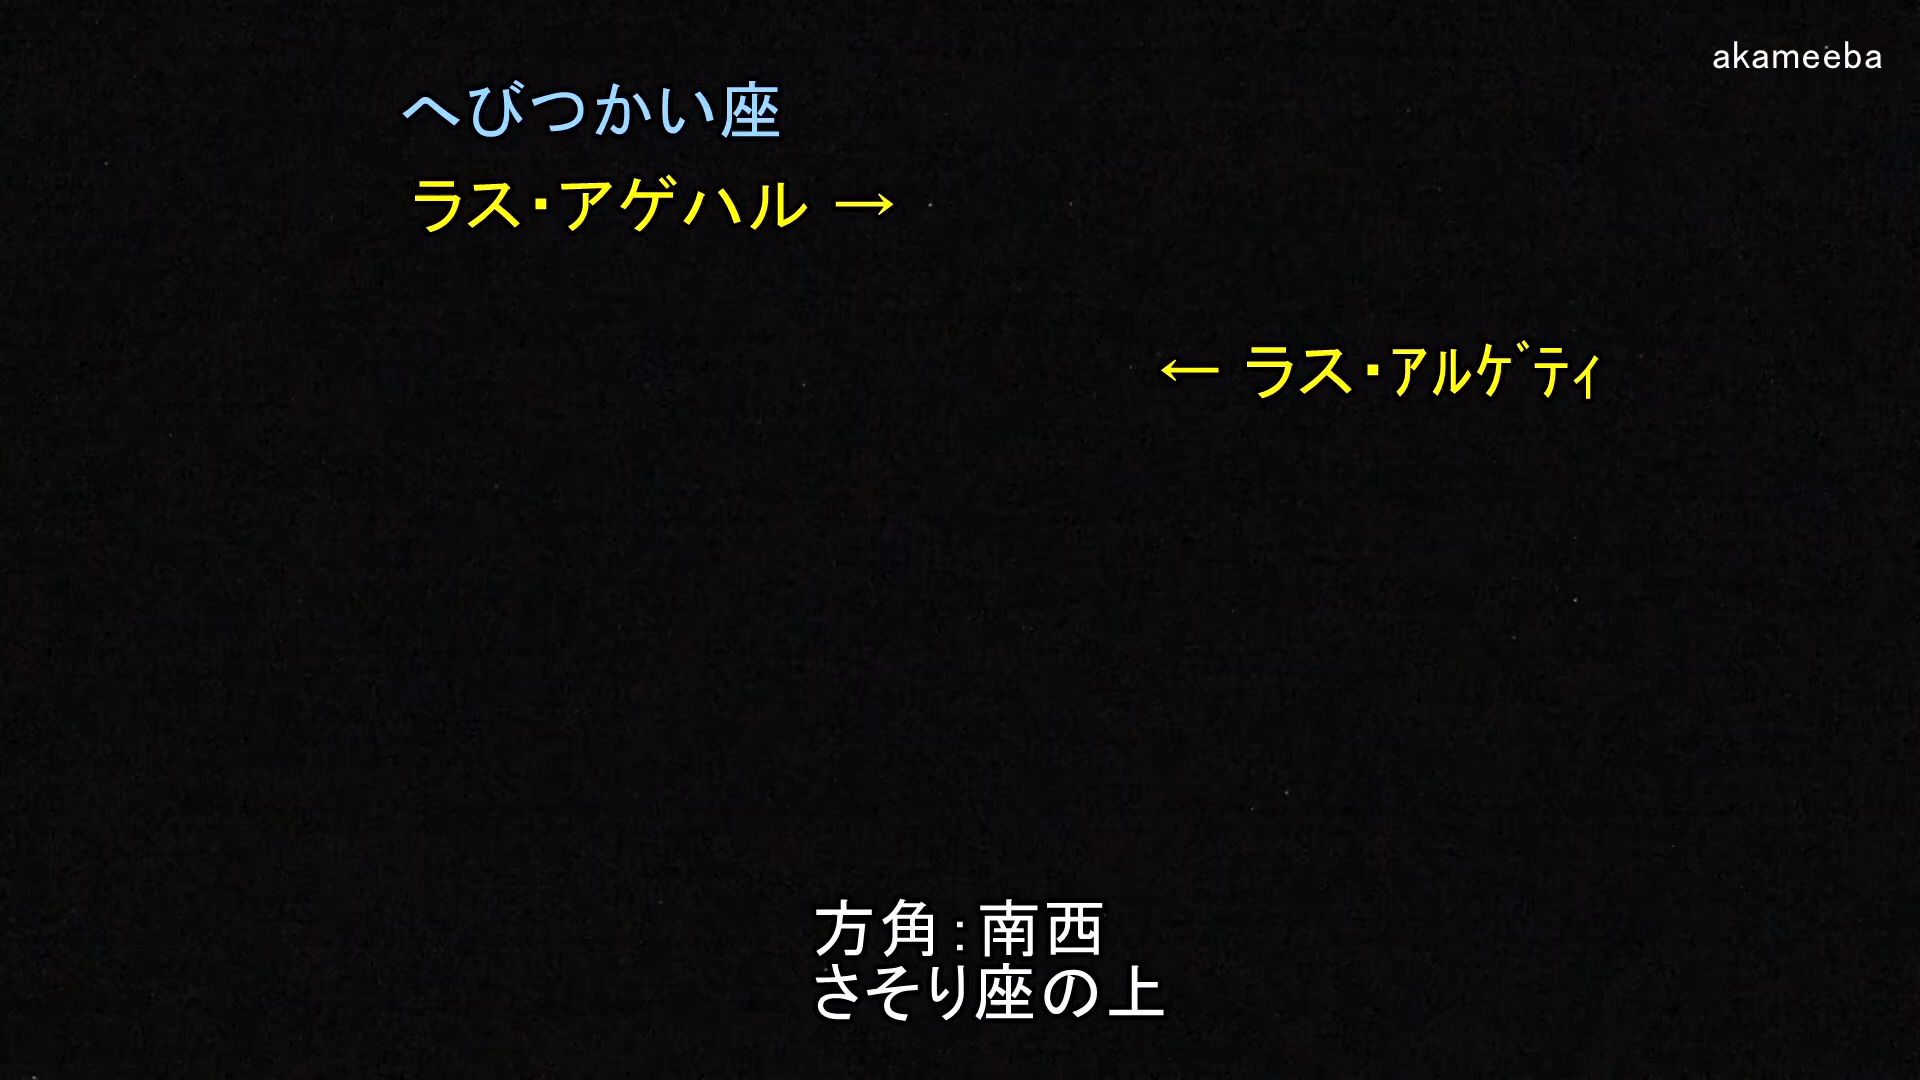 akameeba
へびつかい座
ラス・アゲハル →
← ラス・ｱﾙｹﾞﾃｨ
方角：南西
さそり座の上